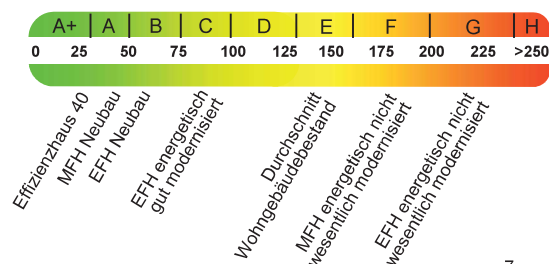 A+ A B C D E F G H
0 25 50 75 100 125 150 175 200 225 >250
Effizienzhaus 40
MFH Neubau
EFH Neubau
EFH energetisch
gut modernisiert
Durchschnitt
Wohngebäudebestand
MFH energetisch nicht
wesentlich modernisiert
EFH energetisch nicht
wesentlich modernisiert